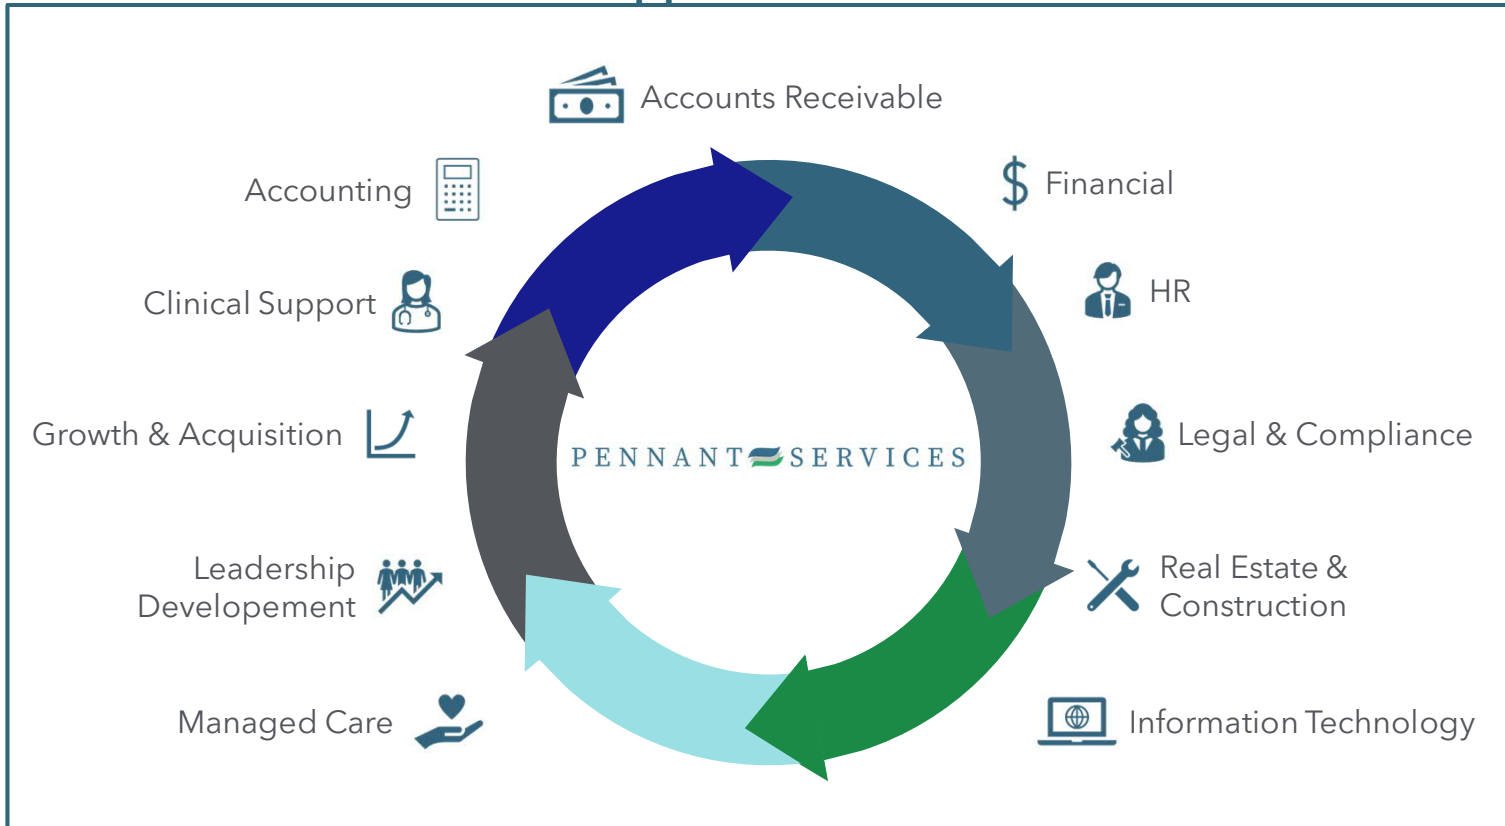 Accounts Receivable
Accounting
Financial
Clinical Support
HR
Growth & Acquisition
PENNANT SERVICES
Legal & Compliance
Leadership
Developement
Real Estate &
Construction
Managed Care
Information Technology